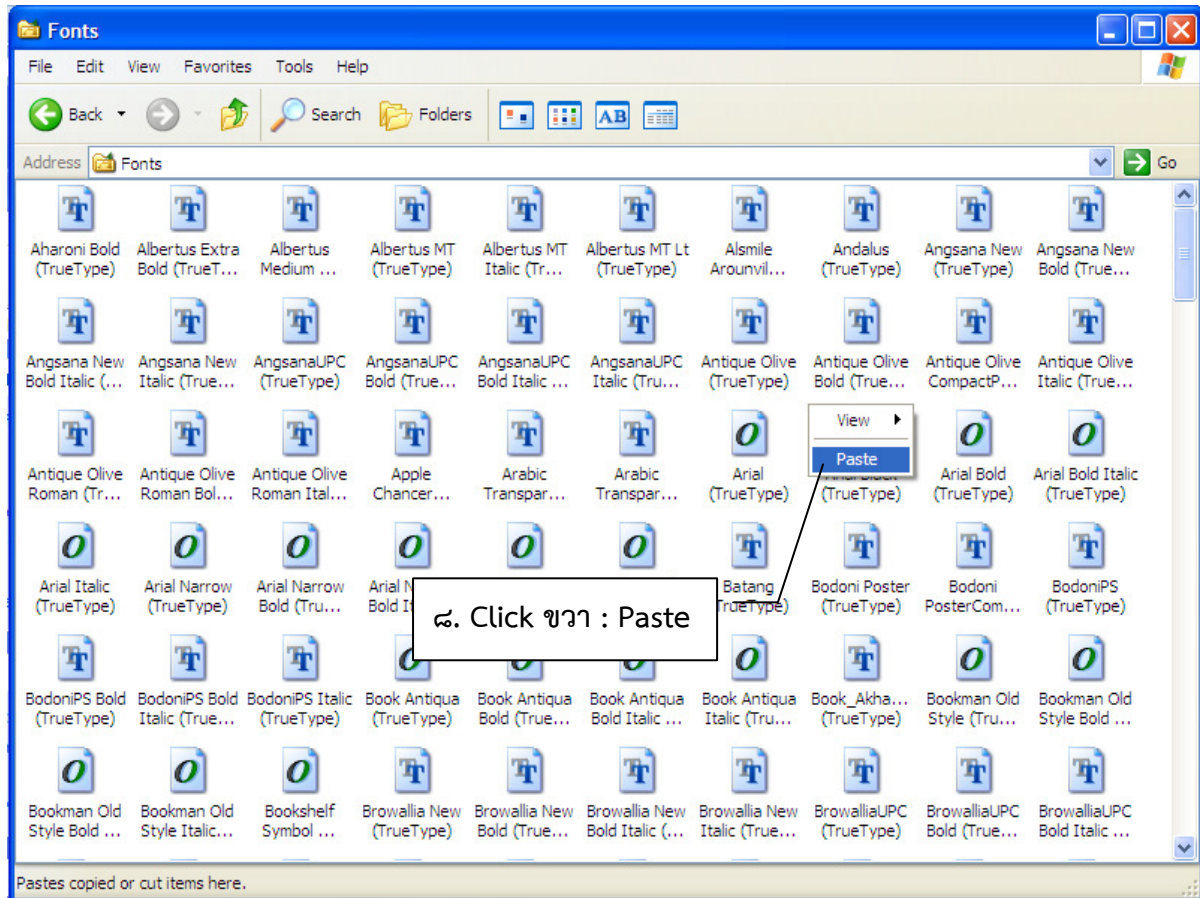 Fonts
File Edit View Favorites Tools Help
Back Search Folders AB
Address Fonts Go
Aharoni Bold Albertus Extra Albertus Albertus MT Albertus MT Albertus MT Lt Alsmile Andalus Angsana New Angsana New
(TrueType) Bold (TrueT... Medium ... (TrueType) Italic (Tr... (TrueType) Arounvil... (TrueType) (TrueType) Bold (True...
Angsana New Angsana New AngsanaUPC AngsanaUPC AngsanaUPC AngsanaUPC Antique Olive Antique Olive Antique Olive Antique Olive
Bold Italic (... Italic (True... (TrueType) Bold (True... Bold Italic ... Italic (Tru... (TrueType) Bold (True... CompactP... Italic (True...
View
Paste
Antique Olive Antique Olive Antique Olive Apple Arabic Arabic Arial Arial Black Arial Bold Arial Bold Italic
Roman (Tr... Roman Bol... Roman Ital... Chancer... Transpar... Transpar... (TrueType) (TrueType) (TrueType) (TrueType)
Arial Italic Arial Narrow Arial Narrow Batang Bodoni Poster Bodoni BodoniPS
(TrueType) (TrueType) Bold (Tru... (TrueType) (TrueType) PosterCom... (TrueType)
๘. Click ขวา : Paste
BodoniPS Bold BodoniPS Bold BodoniPS Italic Book Antiqua Book Antiqua Book Antiqua Book Antiqua Book_Akha... Bookman Old Bookman Old
(TrueType) Italic (True... (TrueType) (TrueType) Bold (True... Bold Italic ... Italic (Tru... (TrueType) Style (Tru... Style Bold ...
Bookman Old Bookman Old Bookshelf Browallia New Browallia New Browallia New Browallia New BrowalliaUPC BrowalliaUPC BrowalliaUPC
Style Bold ... Style Italic... Symbol ... (TrueType) Bold (True... Bold Italic (... Italic (True... (TrueType) Bold (True... Bold Italic ...
Pastes copied or cut items here.